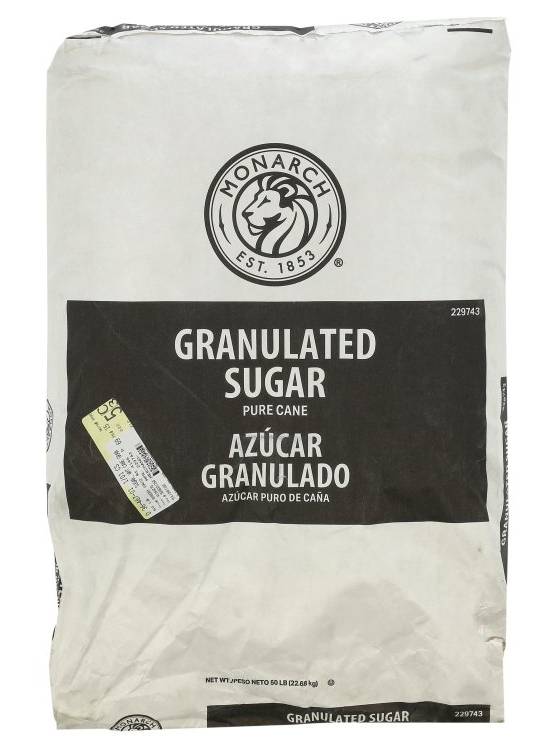 MONARCH
EST. 1853
®
229743
GRANULATED
SUGAR
PURE CANE
AZÚCAR
GRANULADO
AZÚCAR PURO DE CAÑA
NET WT./PESO NETO 50 LB (22.68 kg)
MONARCH
GRANULATED SUGAR
229743